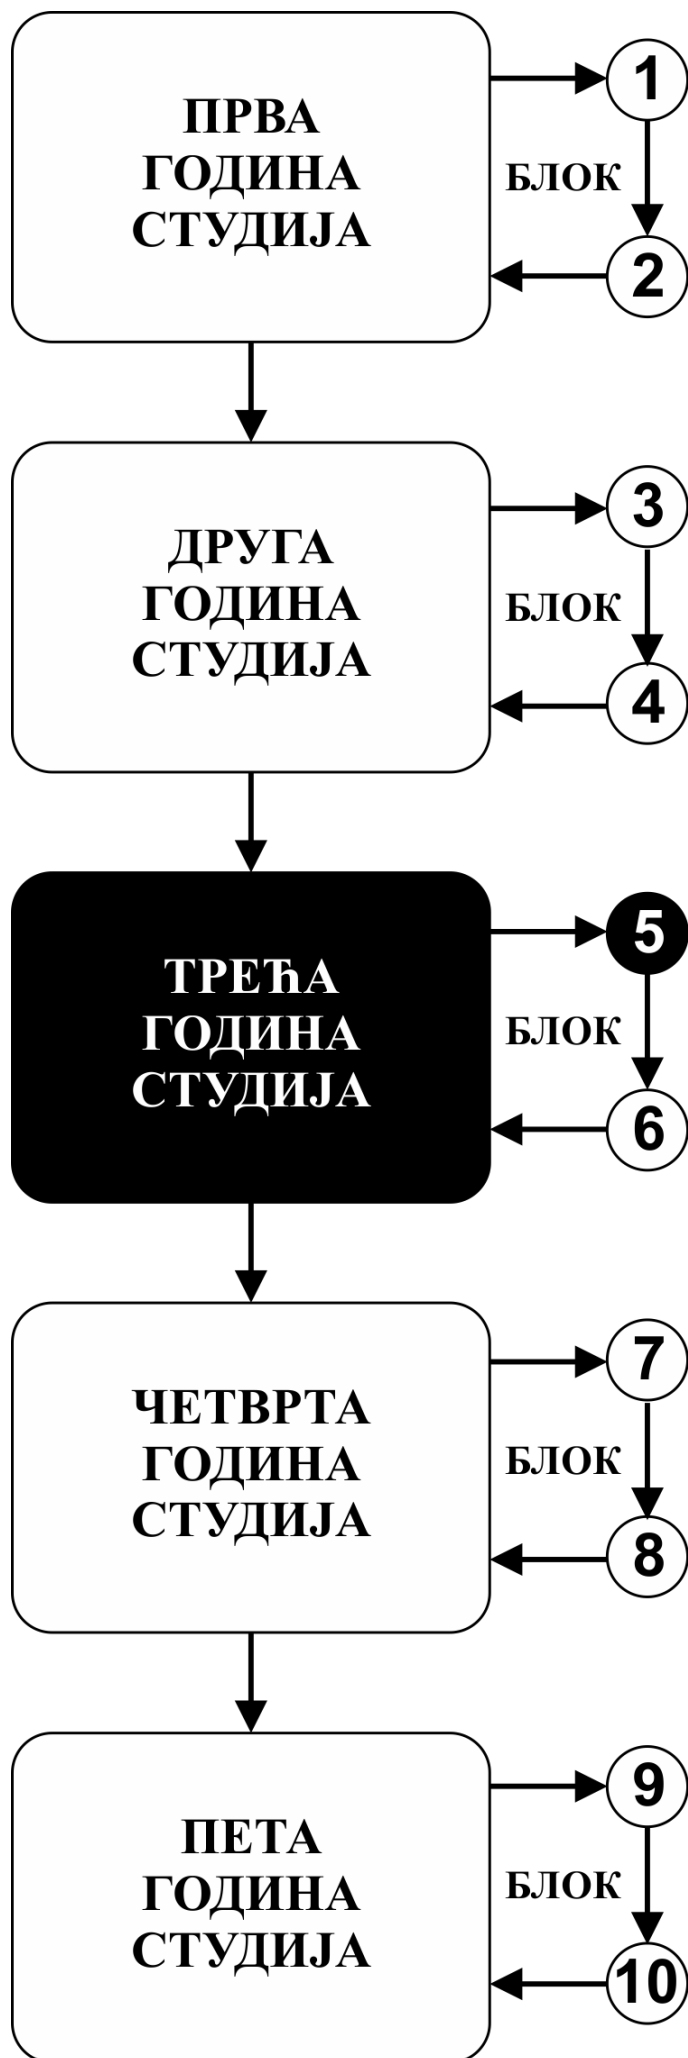 ПРВА
ГОДИНА
СТУДИЈА
1
БЛОК
2
ДРУГА
ГОДИНА
СТУДИЈА
3
БЛОК
4
ТРЕЋА
ГОДИНА
СТУДИЈА
5
БЛОК
6
ЧЕТВРТА
ГОДИНА
СТУДИЈА
7
БЛОК
8
ПЕТА
ГОДИНА
СТУДИЈА
9
БЛОК
10